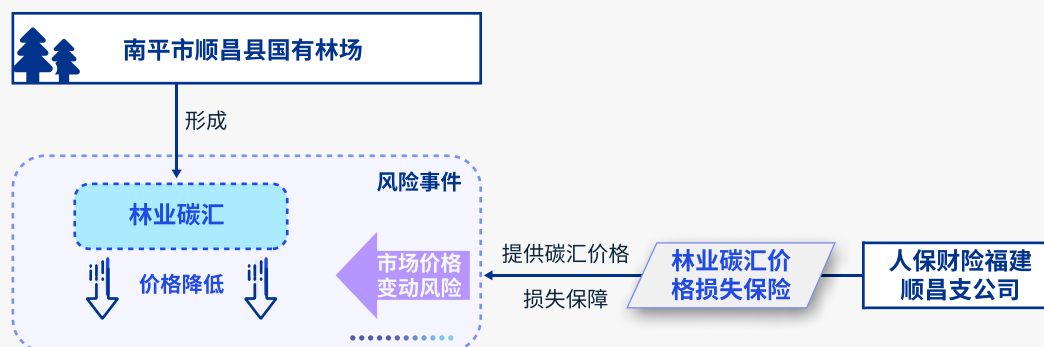 南平市顺昌县国有林场
形成
风险事件
林业碳汇
价格降低
市场价格
变动风险
提供碳汇价格
损失保障
林业碳汇价
格损失保险
人保财险福建
顺昌支公司